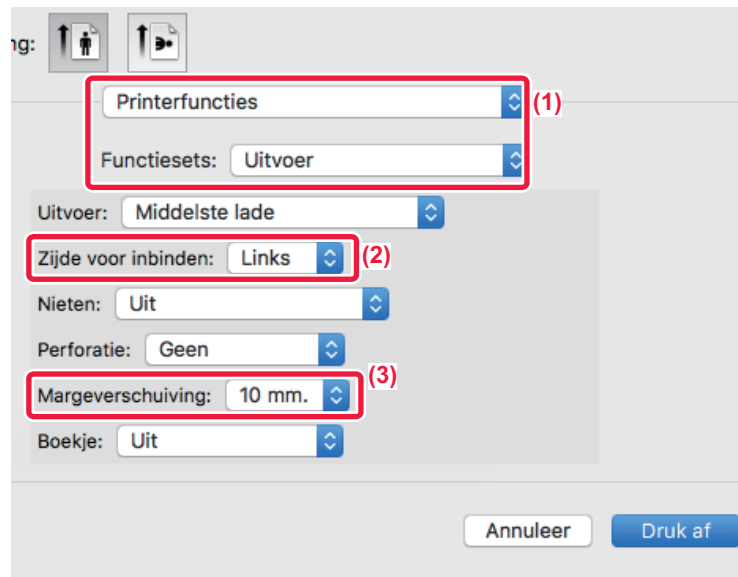 ng:
Printerfuncties (1)
Functiesets: Uitvoer
Uitvoer: Middelste lade
Zijde voor inbinden: Links (2)
Nieten: Uit
Perforatie: Geen
(3)
Margeverschuiving: 10 mm.
Boekje: Uit
Annuleer Druk af